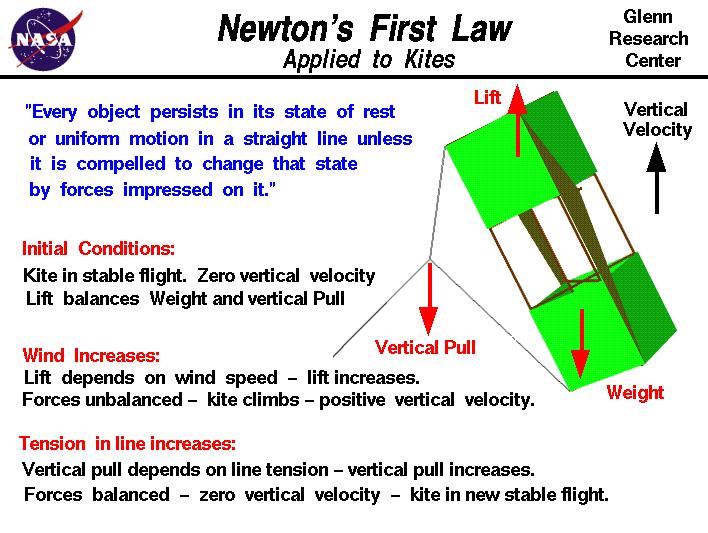 NASA
Newton's First Law
Applied to Kites
Glenn
Research
Center
"Every object persists in its state of rest
or uniform motion in a straight line unless
it is compelled to change that state
by forces impressed on it."
Lift
Vertical
Velocity
Initial Conditions:
Kite in stable flight. Zero vertical velocity
Lift balances Weight and vertical Pull
Vertical Pull
Wind Increases:
Lift depends on wind speed – lift increases.
Forces unbalanced – kite climbs – positive vertical velocity.
Weight
Tension in line increases:
Vertical pull depends on line tension – vertical pull increases.
Forces balanced – zero vertical velocity – kite in new stable flight.